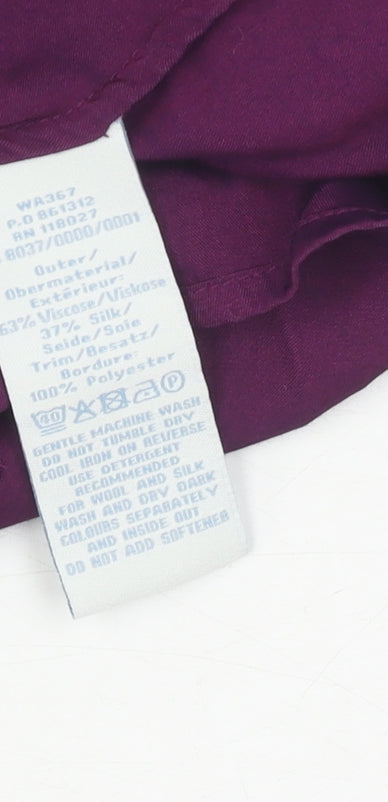 WA367
P.O 861312
RN 118027
8037/0000/0001
Outer/
Obermaterial/
Extérieur:
63% Viscose/Viskose
37% Silk/
Seide/Soie
Trim/Besatz/
Bordure:
100% Polyester
40 P
GENTLE MACHINE WASH
DO NOT TUMBLE DRY
COOL IRON ON REVERSE
USE DETERGENT
RECOMMENDED
FOR WOOL AND SILK
WASH AND DRY DARK
COLOURS SEPARATELY
AND INSIDE OUT
DO NOT ADD SOFTENER